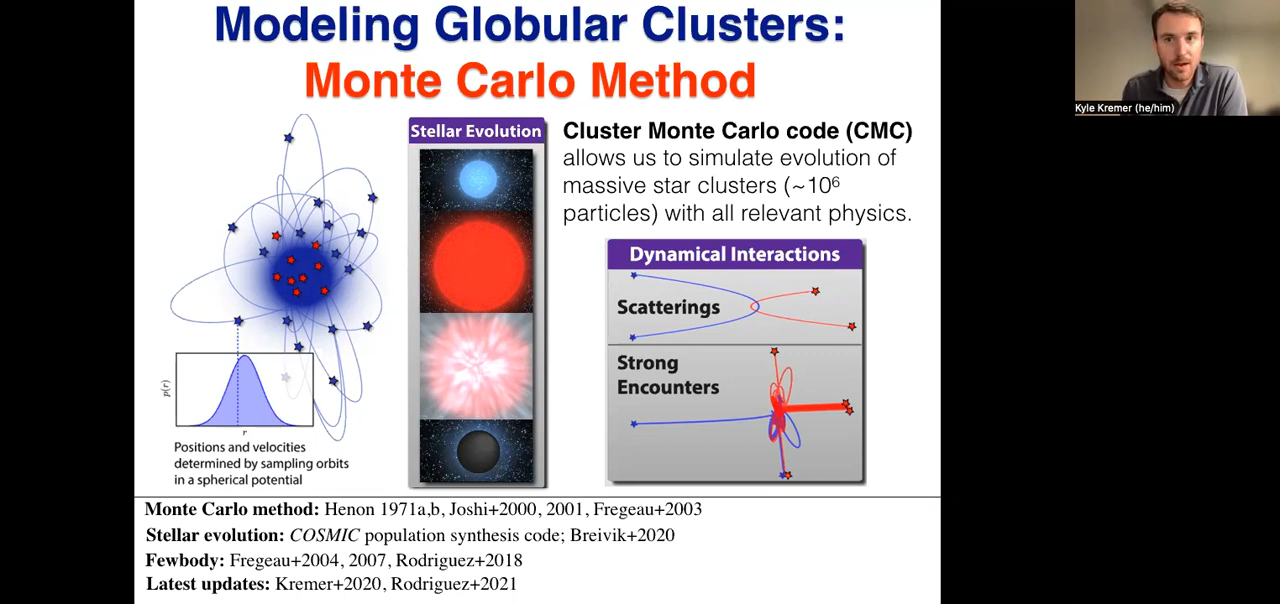 Modeling Globular Clusters:
Monte Carlo Method
Kyle Kremer (he/him)
Stellar Evolution
Cluster Monte Carlo code (CMC)
allows us to simulate evolution of
massive star clusters (~10⁶
particles) with all relevant physics.
Dynamical Interactions
Scatterings
Strong
Encounters
p(r)
r
Positions and velocities
determined by sampling orbits
in a spherical potential
Monte Carlo method: Henon 1971a,b, Joshi+2000, 2001, Fregeau+2003
Stellar evolution: COSMIC population synthesis code; Breivik+2020
Fewbody: Fregeau+2004, 2007, Rodriguez+2018
Latest updates: Kremer+2020, Rodriguez+2021